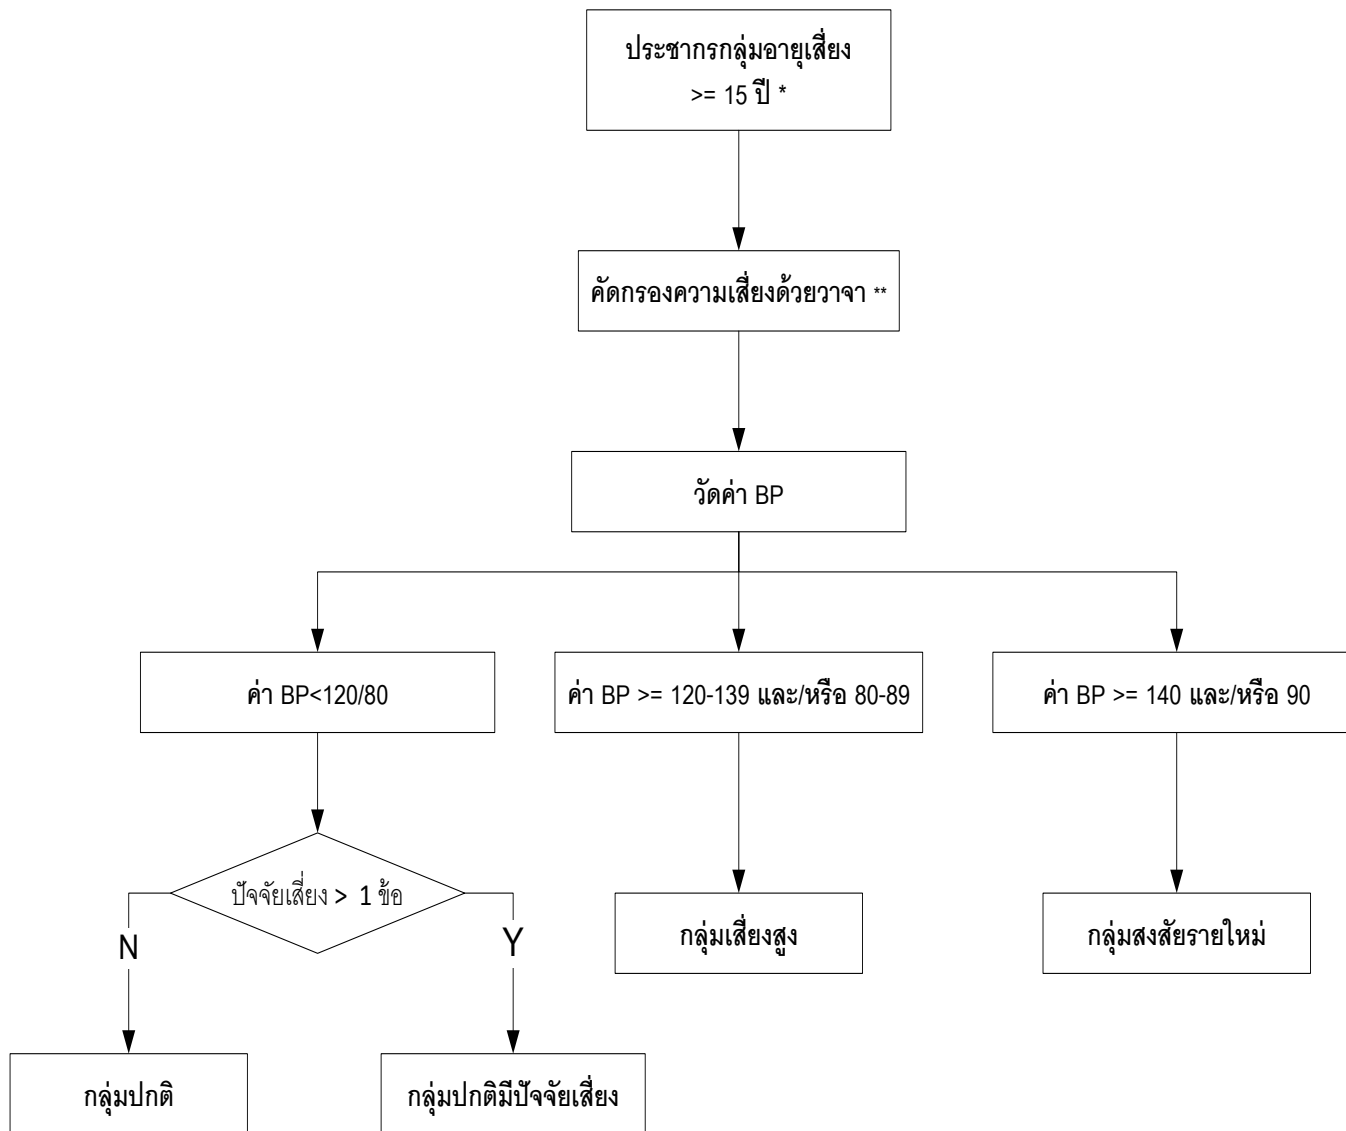 ประชากรกลุ่มอายุเสี่ยง
>= 15 ปี *
คัดกรองความเสี่ยงด้วยวาจา **
วัดค่า BP
ค่า BP<120/80
ค่า BP >= 120-139 และ/หรือ 80-89
ค่า BP >= 140 และ/หรือ 90
ปัจจัยเสี่ยง > 1 ข้อ
N
Y
กลุ่มเสี่ยงสูง
กลุ่มสงสัยรายใหม่
กลุ่มปกติ
กลุ่มปกติมีปัจจัยเสี่ยง